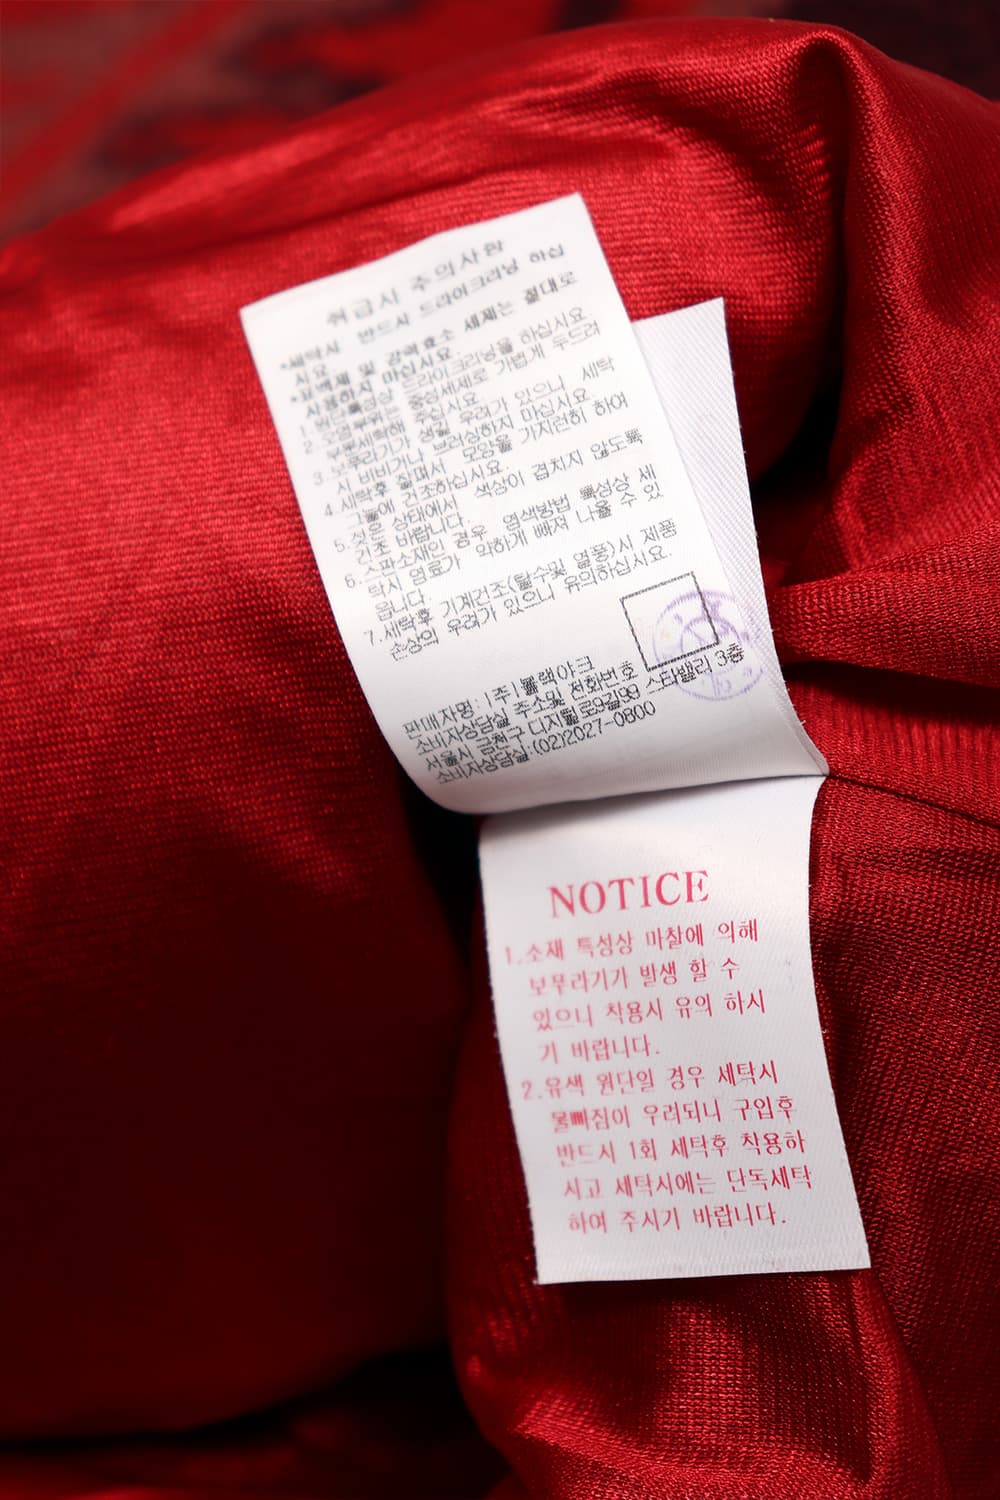 취급시 주의사항
*세탁시 반드시 드라이크리닝 하십
시요
*표백제 및 강력효소 세제는 절대로
사용하지 마십시요
1.원단특성상 드라이크리닝을 하십시요
2.오염부위는 중성세제로 가볍게 두드려
부분세탁해 주십시요.
3.보푸라기가 생길 우려가 있으니 세탁
시 비비거나 브러싱하지 마십시요.
4.세탁후 잘펴서 모양을 가지런히 하여
그늘에 건조하십시요.
5.젖은 상태에서 색상이 겹치지 않도록
건조 바랍니다.
6.스파소재인 경우 염색방법 특성상 세
탁시 염료가 약하게 빠져 나올 수 있
읍니다.
7.세탁후 기계건조(탈수및 열풍)시 제품
손상의 우려가 있으니 유의하십시요.
판매자명:(주)블랙야크
소비자상담실 주소및 전화번호
서울시 금천구 디지털로9길99 스타밸리 3층
소비자상담실:(02)2027-0800
NOTICE
1.소재 특성상 마찰에 의해
보푸라기가 발생 할 수
있으니 착용시 유의 하시
기 바랍니다.
2.유색 원단일 경우 세탁시
물빠짐이 우려되니 구입후
반드시 1회 세탁후 착용하
시고 세탁시에는 단독세탁
하여 주시기 바랍니다.